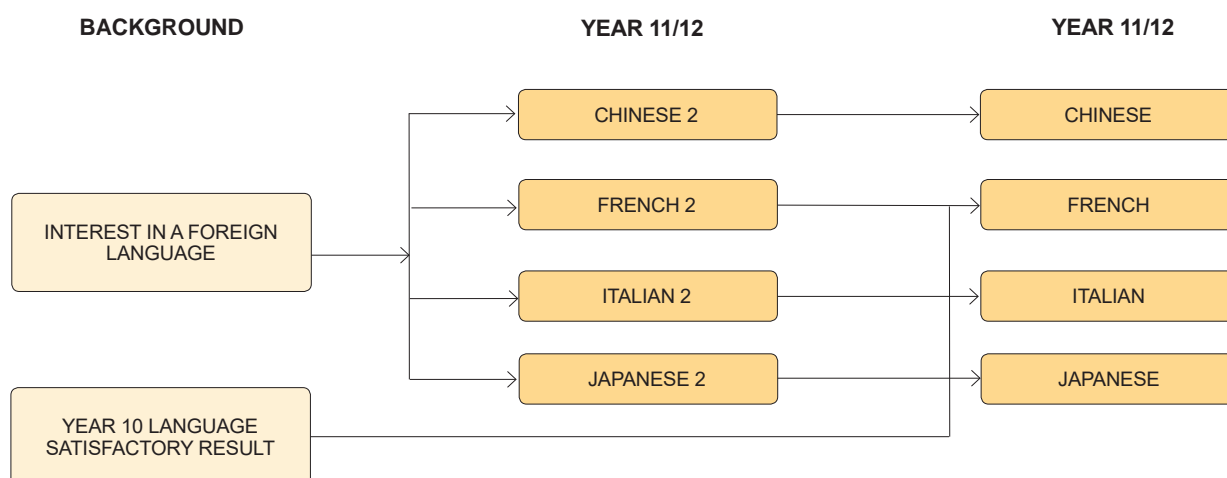 BACKGROUND
YEAR 11/12
YEAR 11/12
CHINESE 2
CHINESE
FRENCH 2
FRENCH
INTEREST IN A FOREIGN
LANGUAGE
ITALIAN 2
ITALIAN
JAPANESE 2
JAPANESE
YEAR 10 LANGUAGE
SATISFACTORY RESULT